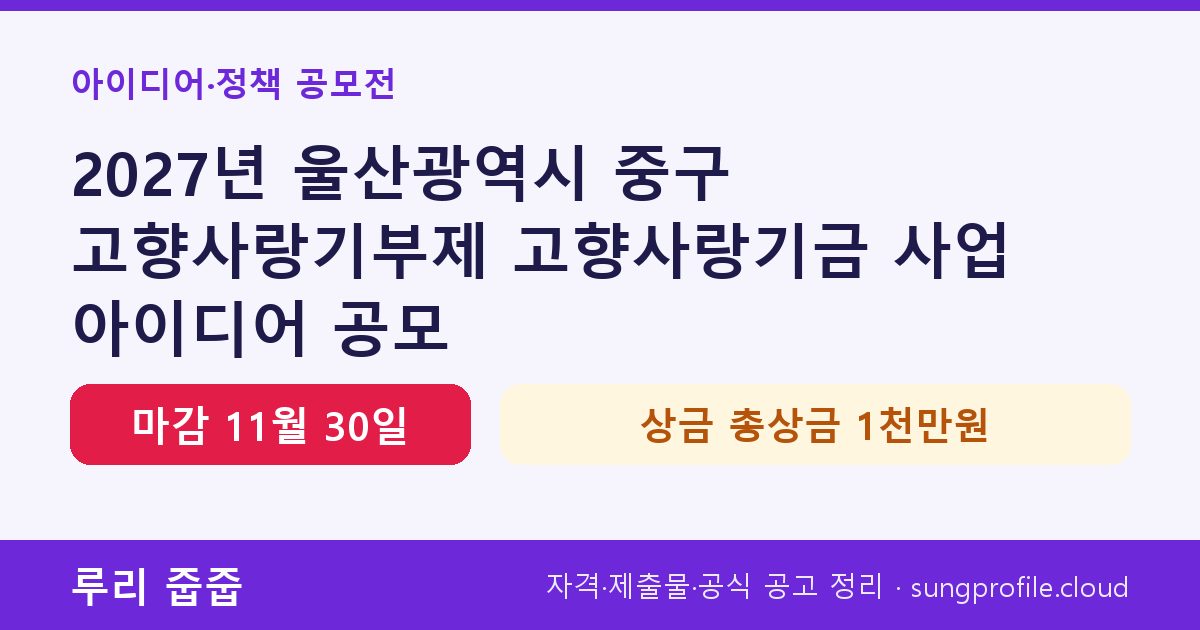 아이디어·정책 공모전
2027년 울산광역시 중구
고향사랑기부제 고향사랑기금 사업
아이디어 공모
마감 11월 30일
상금 총상금 1천만원
루리 줍줍
자격·제출물·공식 공고 정리 · sungprofile.cloud